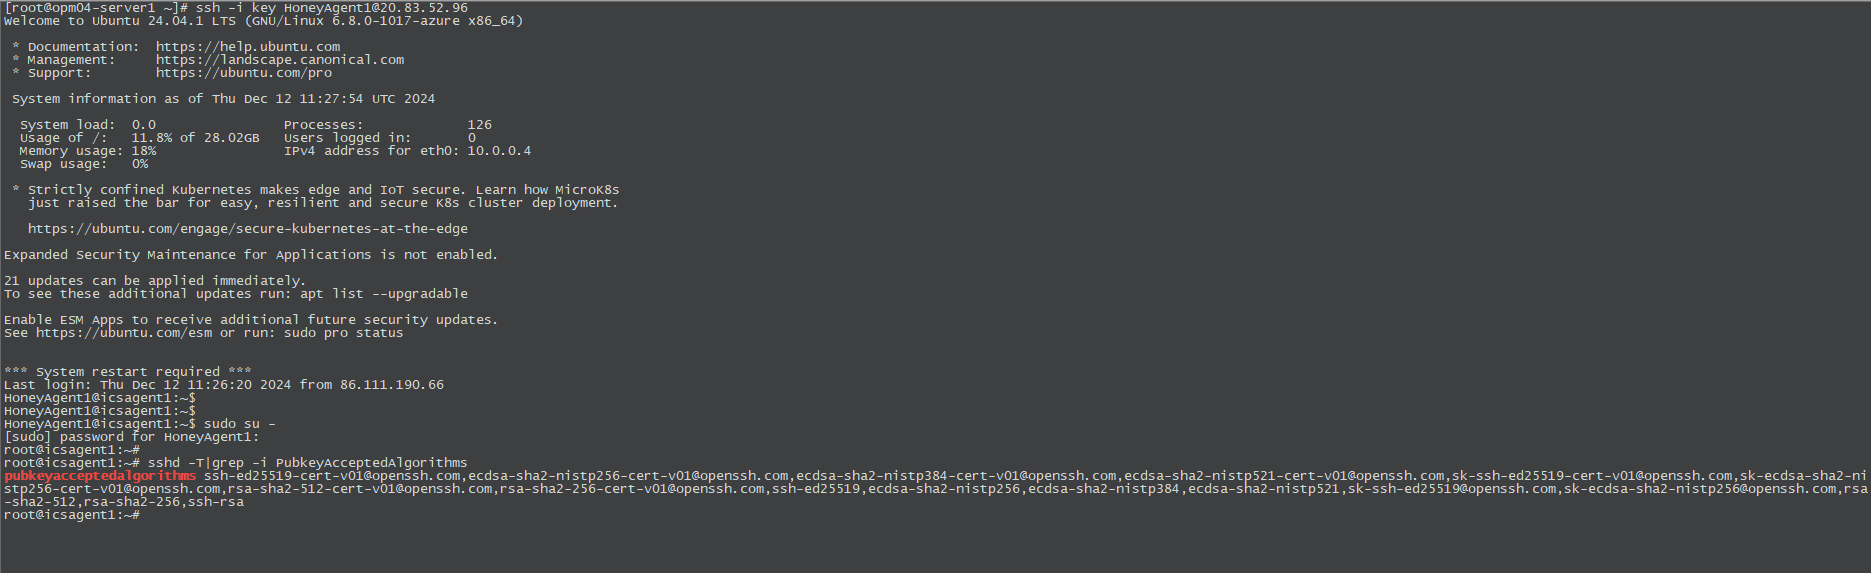 [root@opm04-server1 ~]# ssh -i key HoneyAgent1@20.83.52.96
Welcome to Ubuntu 24.04.1 LTS (GNU/Linux 6.8.0-1017-azure x86_64)
* Documentation:  https://help.ubuntu.com
* Management:     https://landscape.canonical.com
* Support:        https://ubuntu.com/pro
System information as of Thu Dec 12 11:27:54 UTC 2024
System load:  0.0                Processes:             126
Usage of /:   11.8% of 28.02GB   Users logged in:       0
Memory usage: 18%                IPv4 address for eth0: 10.0.0.4
Swap usage:   0%
* Strictly confined Kubernetes makes edge and IoT secure. Learn how MicroK8s
just raised the bar for easy, resilient and secure K8s cluster deployment.
https://ubuntu.com/engage/secure-kubernetes-at-the-edge
Expanded Security Maintenance for Applications is not enabled.
21 updates can be applied immediately.
To see these additional updates run: apt list --upgradable
Enable ESM Apps to receive additional future security updates.
See https://ubuntu.com/esm or run: sudo pro status
*** System restart required ***
Last login: Thu Dec 12 11:26:20 2024 from 86.111.190.66
HoneyAgent1@icsagent1:~$
HoneyAgent1@icsagent1:~$
HoneyAgent1@icsagent1:~$ sudo su -
[sudo] password for HoneyAgent1:
root@icsagent1:~#
root@icsagent1:~# sshd -T|grep -i PubkeyAcceptedAlgorithms
pubkeyacceptedalgorithms ssh-ed25519-cert-v01@openssh.com,ecdsa-sha2-nistp256-cert-v01@openssh.com,ecdsa-sha2-nistp384-cert-v01@openssh.com,ecdsa-sha2-nistp521-cert-v01@openssh.com,sk-ssh-ed25519-cert-v01@openssh.com,sk-ecdsa-sha2-ni
stp256-cert-v01@openssh.com,rsa-sha2-512-cert-v01@openssh.com,rsa-sha2-256-cert-v01@openssh.com,ssh-ed25519,ecdsa-sha2-nistp256,ecdsa-sha2-nistp384,ecdsa-sha2-nistp521,sk-ssh-ed25519@openssh.com,sk-ecdsa-sha2-nistp256@openssh.com,rsa
-sha2-512,rsa-sha2-256,ssh-rsa
root@icsagent1:~#